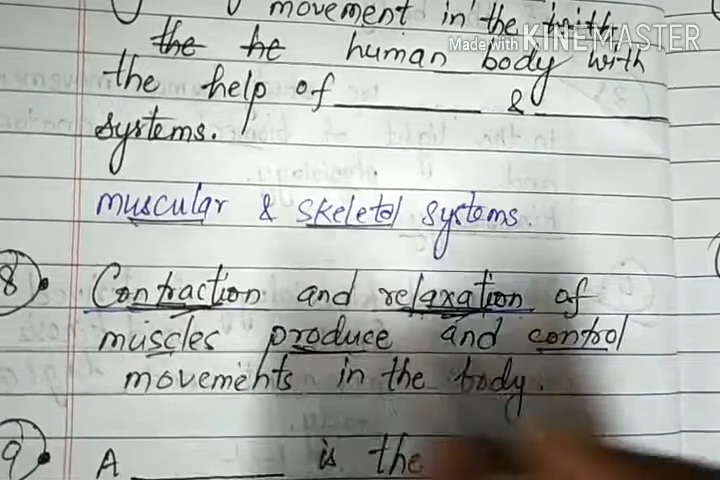 movement in the
Made with KINEMASTER
the he human body with
the help of ________ & ________
systems.
muscular & skeletal systems.
8 Contraction and relaxation of
muscles produce and control
movements in the body.
9 A ________ is the